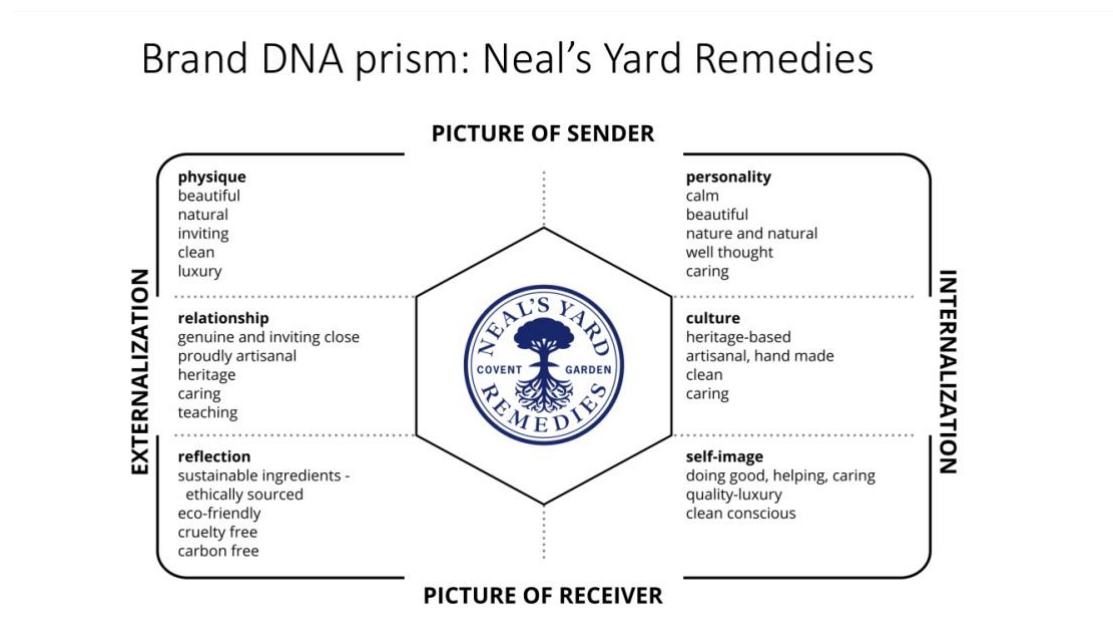 Brand DNA prism: Neal's Yard Remedies
PICTURE OF SENDER
EXTERNALIZATION
physique
beautiful
natural
inviting
clean
luxury
relationship
genuine and inviting close
proudly artisanal
heritage
caring
teaching
reflection
sustainable ingredients -
ethically sourced
eco-friendly
cruelty free
carbon free
NEAL'S YARD
COVENT GARDEN
REMEDIES
personality
calm
beautiful
nature and natural
well thought
caring
culture
heritage-based
artisanal, hand made
clean
caring
self-image
doing good, helping, caring
quality-luxury
clean conscious
INTERNALIZATION
PICTURE OF RECEIVER